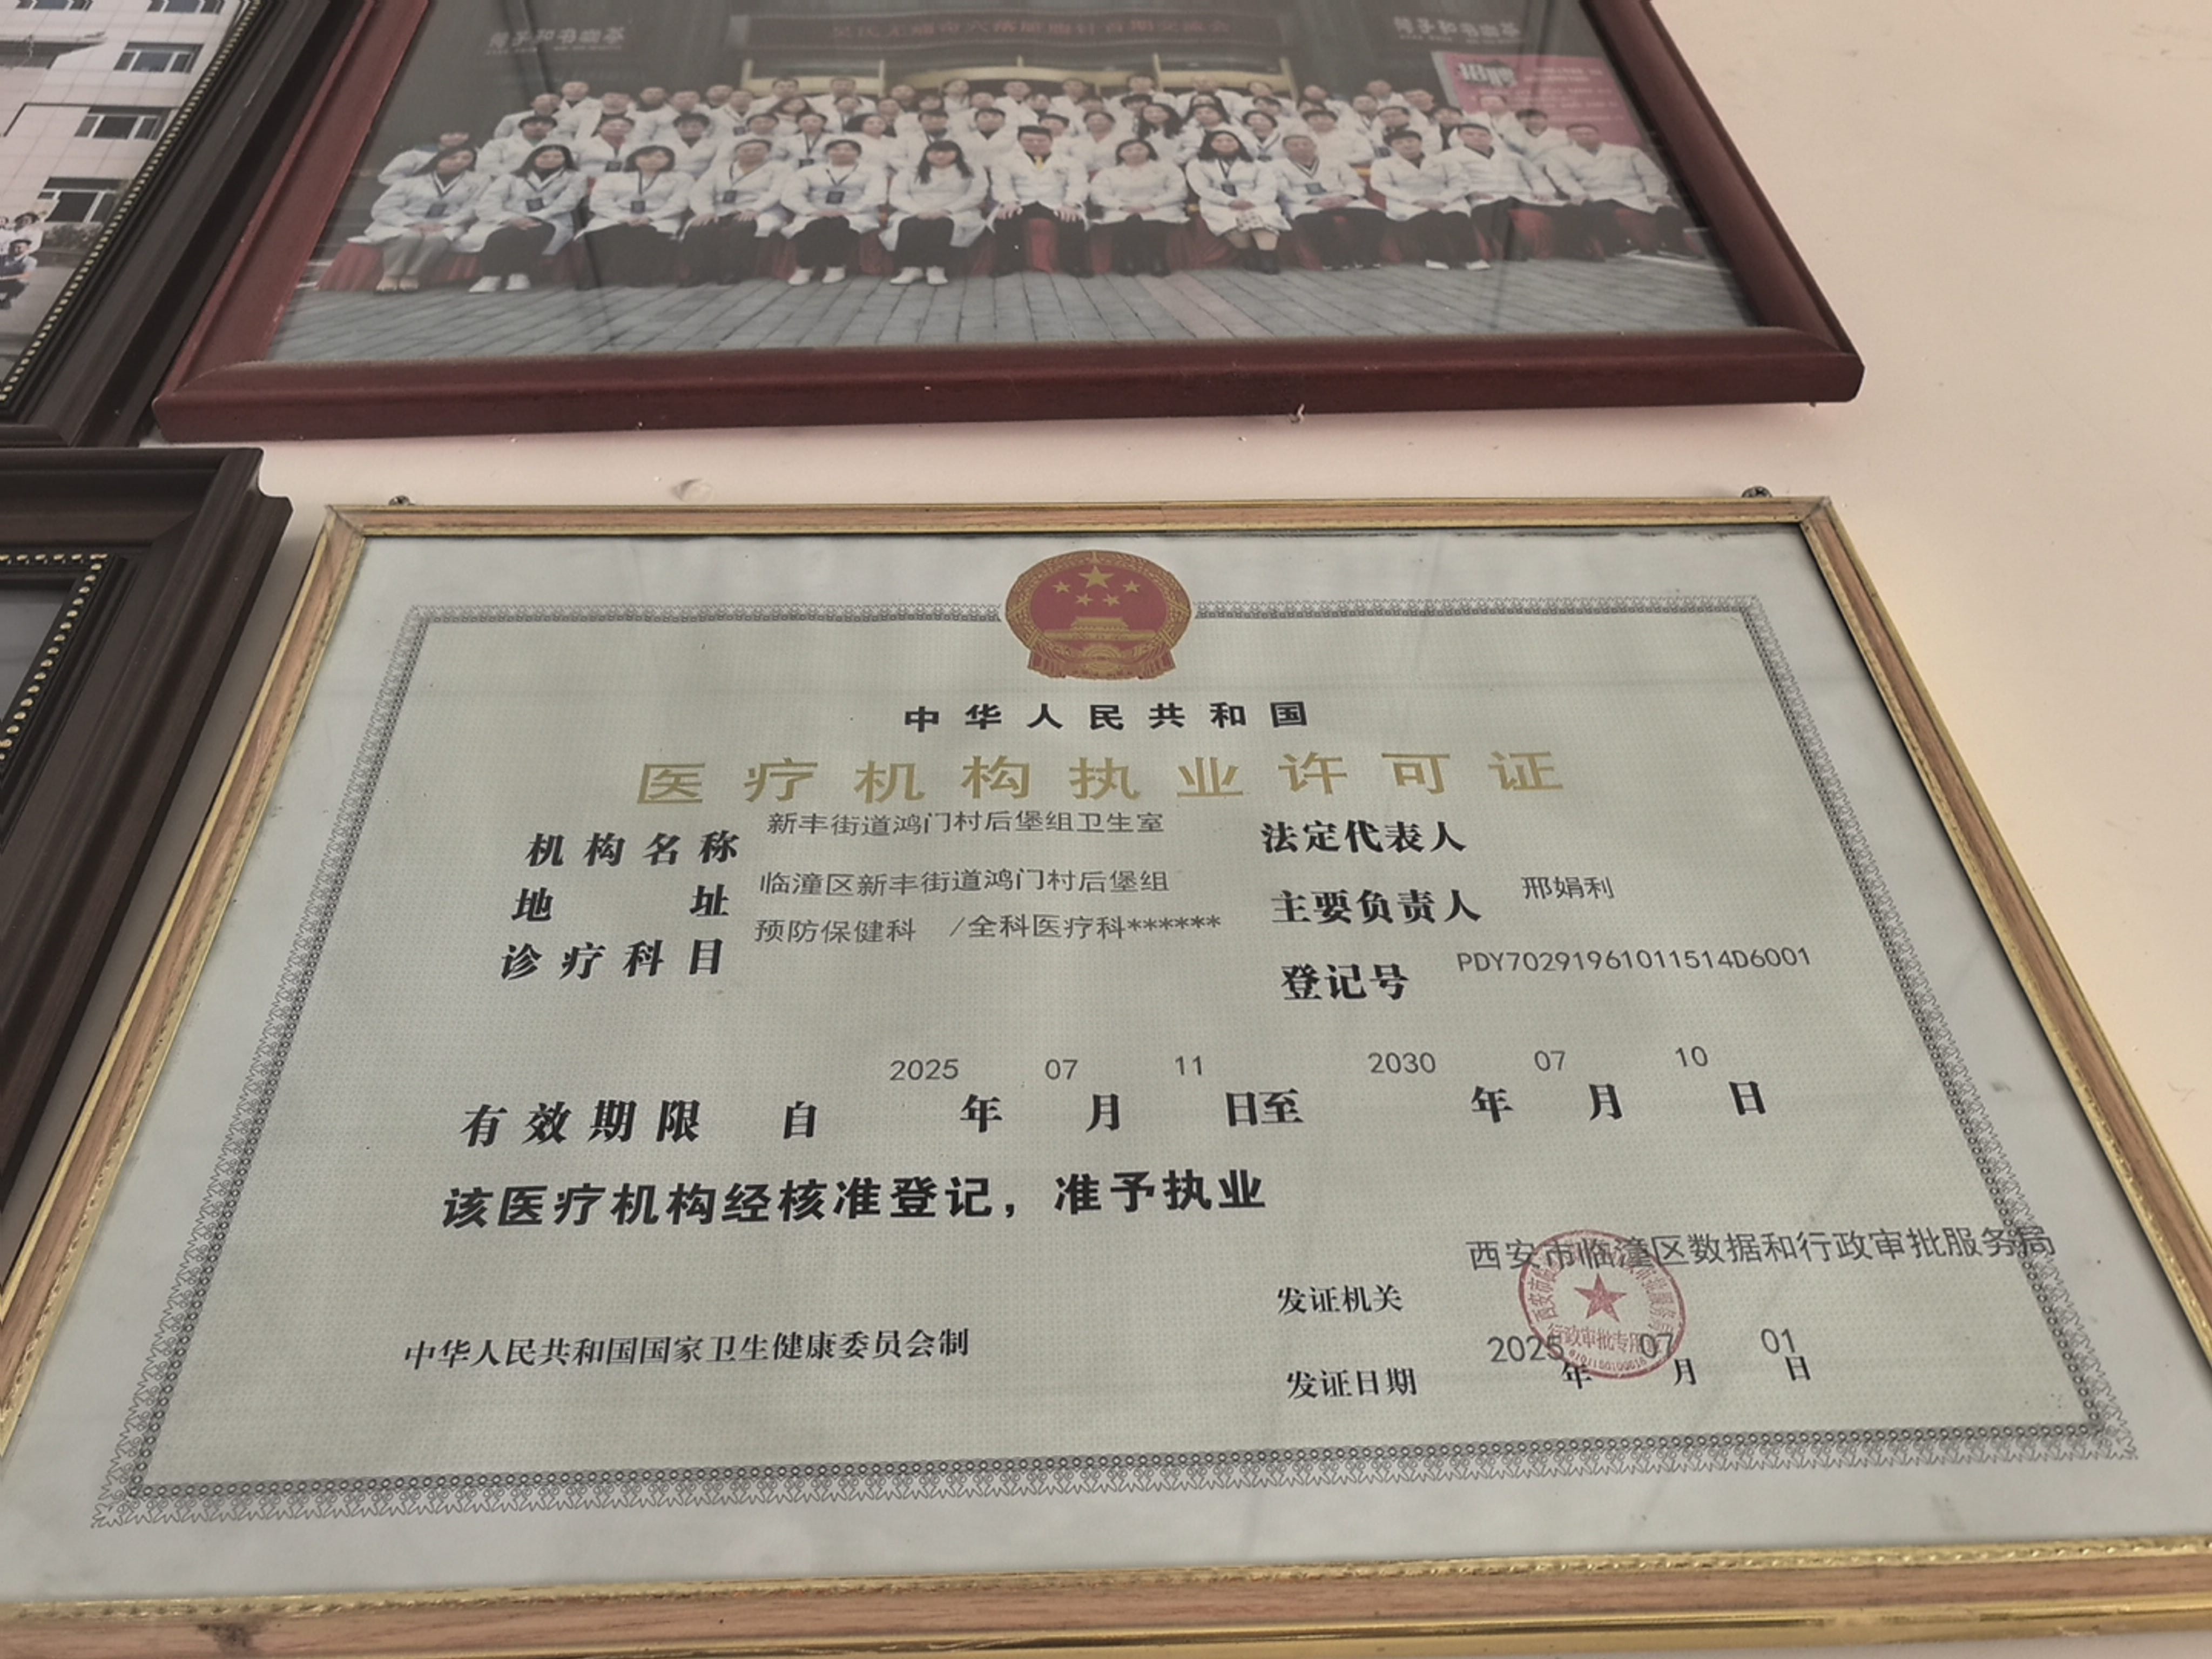 中华人民共和国
医疗机构执业许可证
机构名称 新丰街道鸿门村后堡组卫生室
地址 临潼区新丰街道鸿门村后堡组
诊疗科目 预防保健科 /全科医疗科******
法定代表人
主要负责人 邢娟利
登记号 PDY70291961011514D6001
有效期限 自 2025 年 07 月 11 日至 2030 年 07 月 10 日
该医疗机构经核准登记，准予执业
西安市临潼区数据和行政审批服务局
发证机关
发证日期 2025 年 07 月 01 日
中华人民共和国国家卫生健康委员会制
行政审批专用